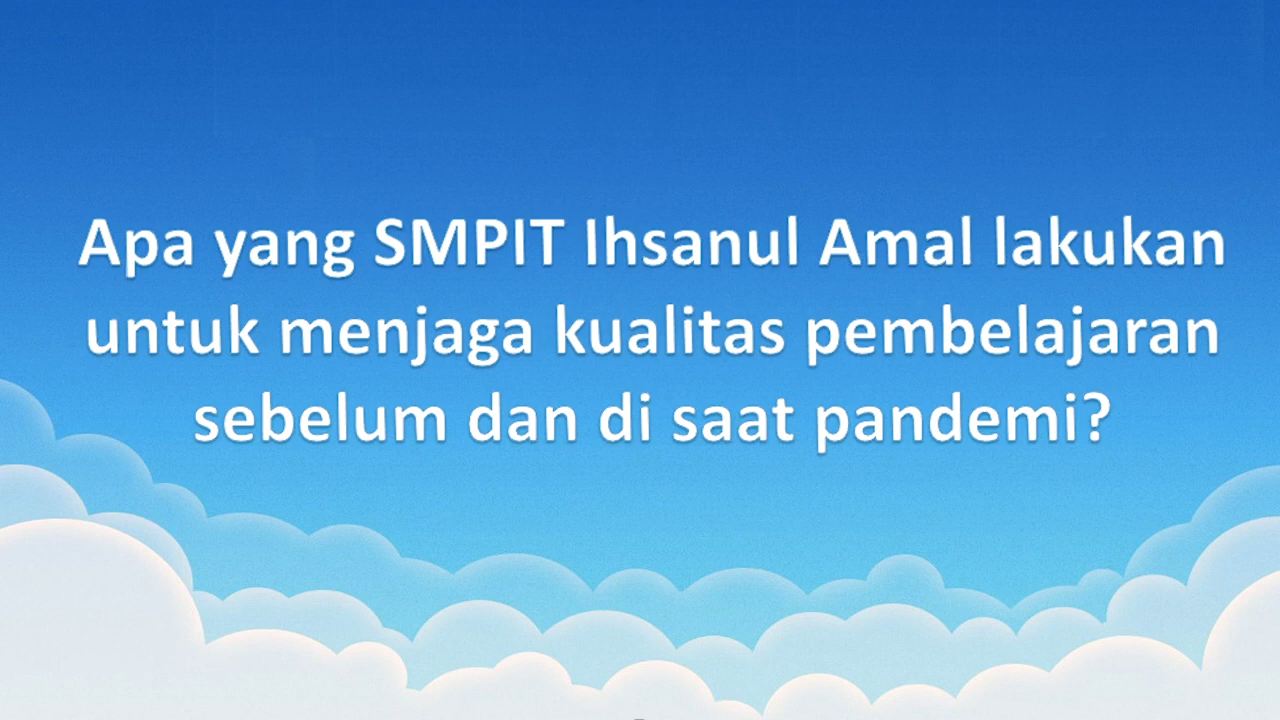 Apa yang SMPIT Ihsanul Amal lakukan
untuk menjaga kualitas pembelajaran
sebelum dan di saat pandemi?